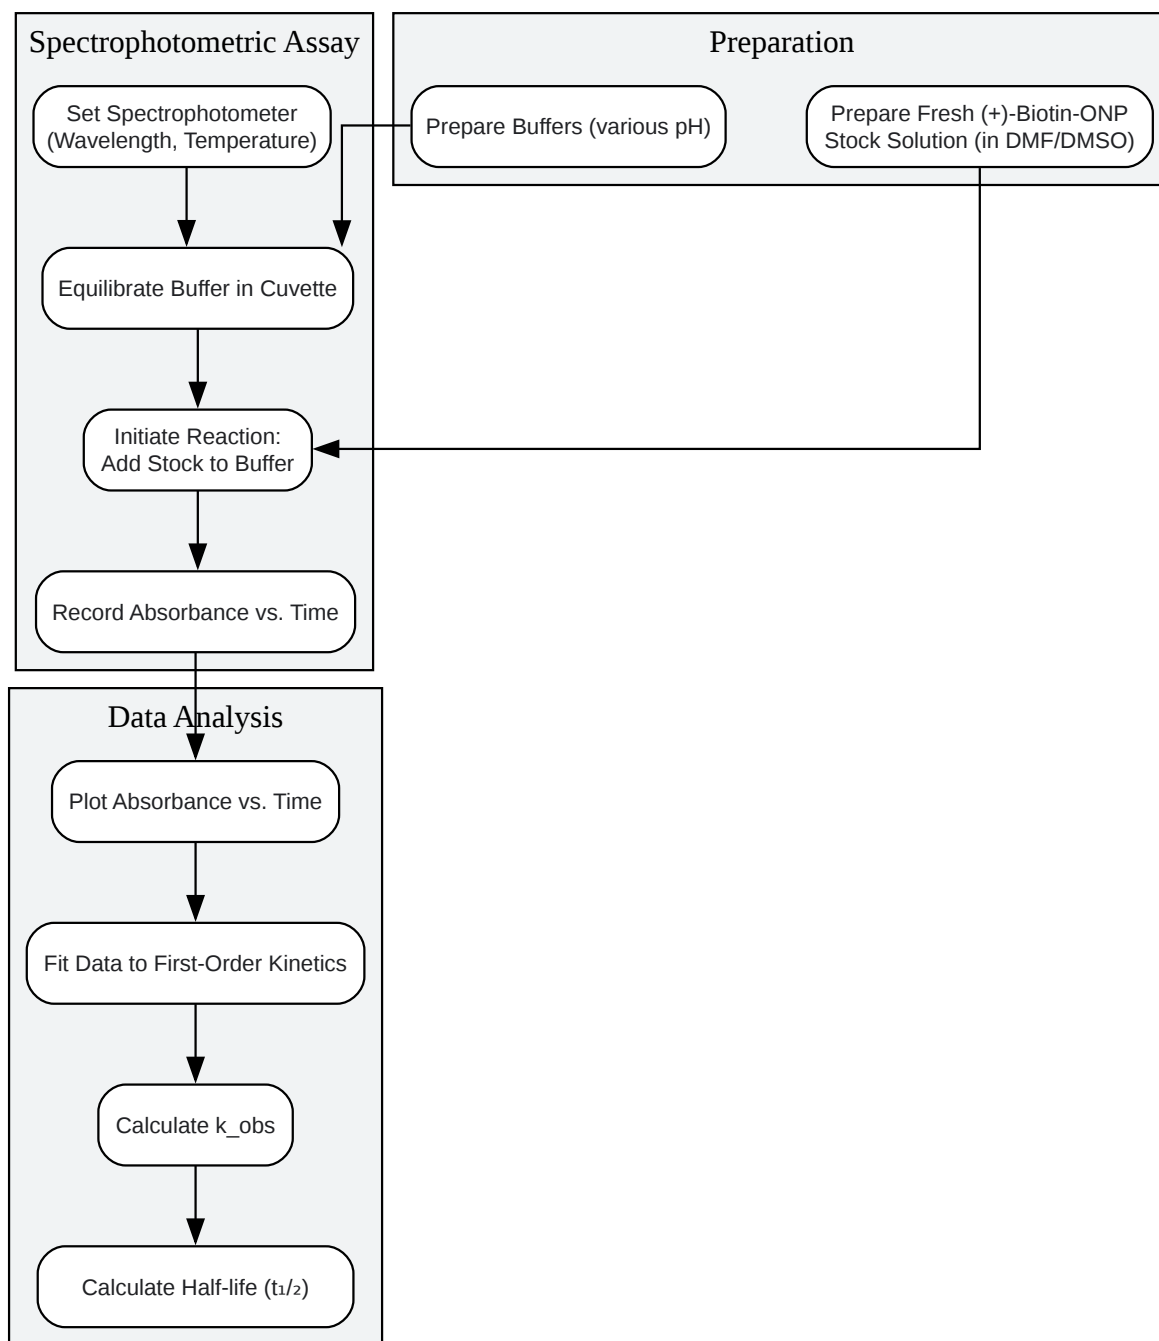 Spectrophotometric Assay
Preparation
Set Spectrophotometer
(Wavelength, Temperature)
Prepare Buffers (various pH)
Prepare Fresh (+)-Biotin-ONP
Stock Solution (in DMF/DMSO)
Equilibrate Buffer in Cuvette
Initiate Reaction:
Add Stock to Buffer
Record Absorbance vs. Time
Data Analysis
Plot Absorbance vs. Time
Fit Data to First-Order Kinetics
Calculate k_obs
Calculate Half-life (t₁/₂)